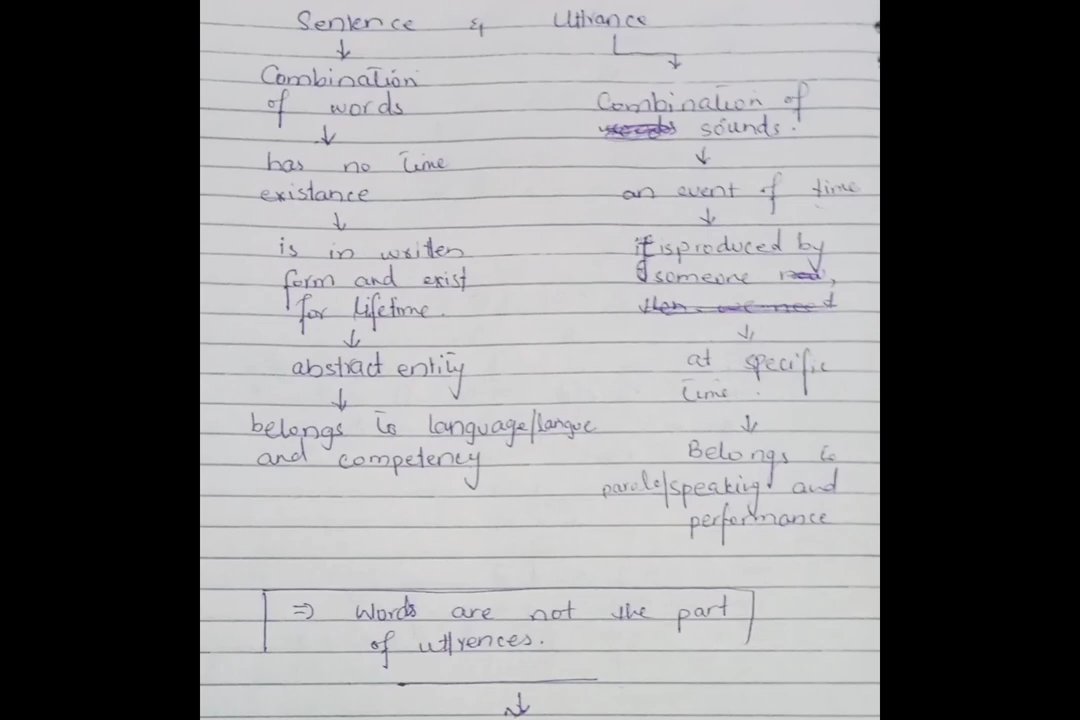 Sentence & Uttrance
Combination
of words
has no time
existance
is in written
form and exist
for lifetime.
abstract entity
belongs to language/langue
and competency
Combination of
sounds.
an event of time
it is produced by
someone
at specific
time.
Belongs to
parole/speaking and
performance
⇒ Words are not the part
of uttrences.